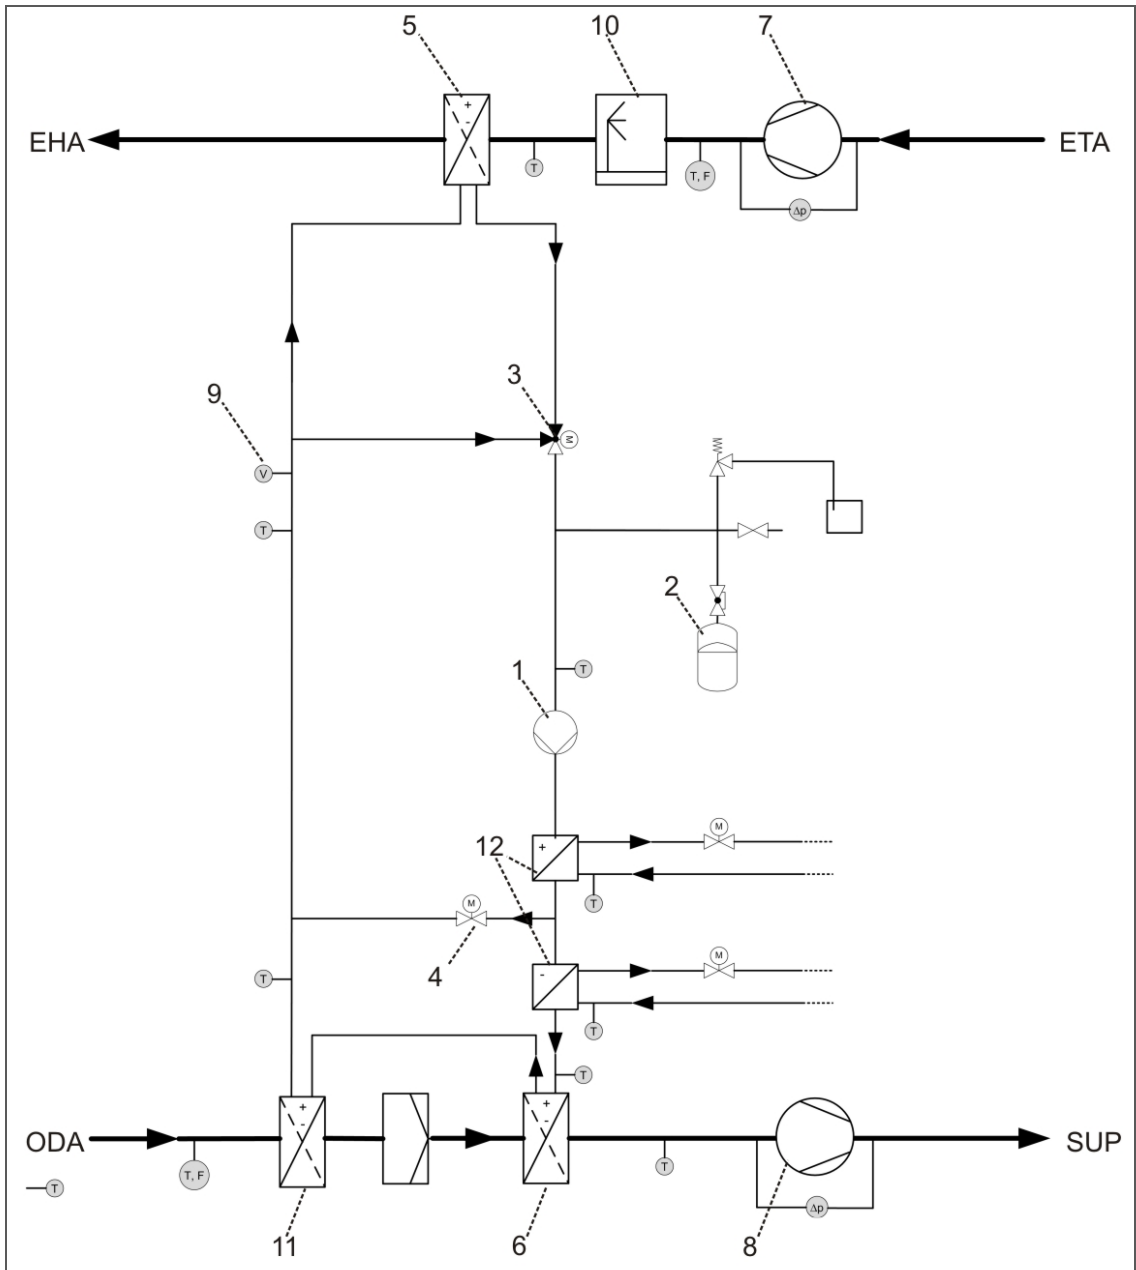 5 10 7
+
-
EHA ETA
T T, F
Δp
3
9 M
V
T
2
1 T
M
12 +
M T
4 M
T -
T
T
+ +
- -
ODA SUP
T, F T
T Δp
11 6 8